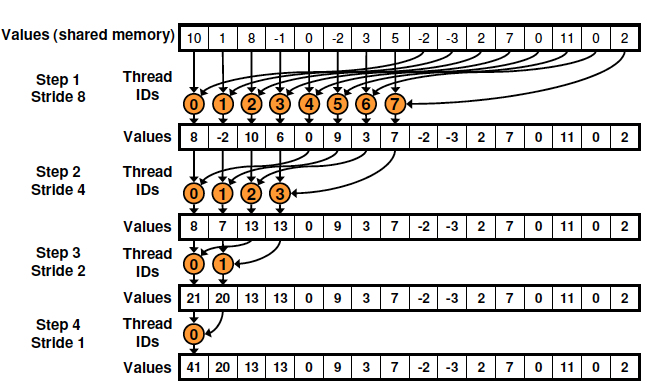 Values (shared memory) 10 1 8 -1 0 -2 3 5 -2 -3 2 7 0 11 0 2
Step 1 Thread
Stride 8 IDs 0 1 2 3 4 5 6 7
Values 8 -2 10 6 0 9 3 7 -2 -3 2 7 0 11 0 2
Step 2 Thread
Stride 4 IDs 0 1 2 3
Values 8 7 13 13 0 9 3 7 -2 -3 2 7 0 11 0 2
Step 3 Thread
Stride 2 IDs 0 1
Values 21 20 13 13 0 9 3 7 -2 -3 2 7 0 11 0 2
Step 4 Thread
Stride 1 IDs 0
Values 41 20 13 13 0 9 3 7 -2 -3 2 7 0 11 0 2